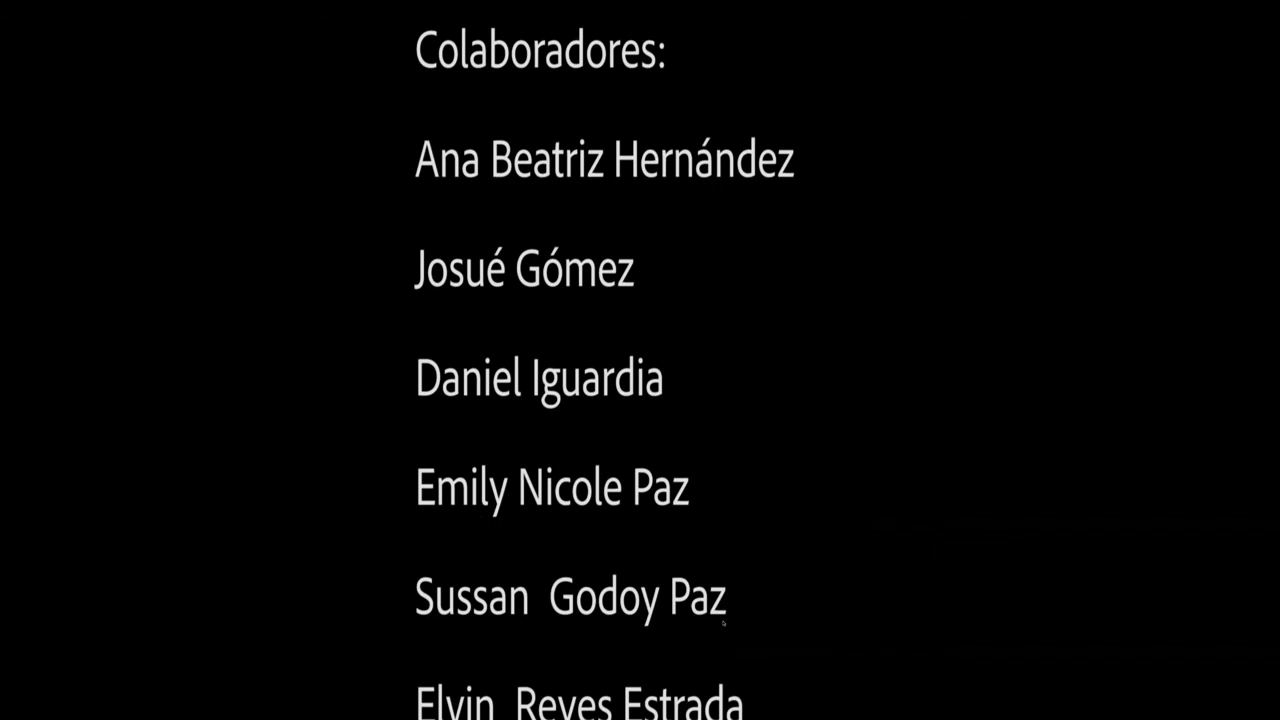 Colaboradores:
Ana Beatriz Hernández
Josué Gómez
Daniel Iguardia
Emily Nicole Paz
Sussan  Godoy Paz
Elvin  Reyes Estrada